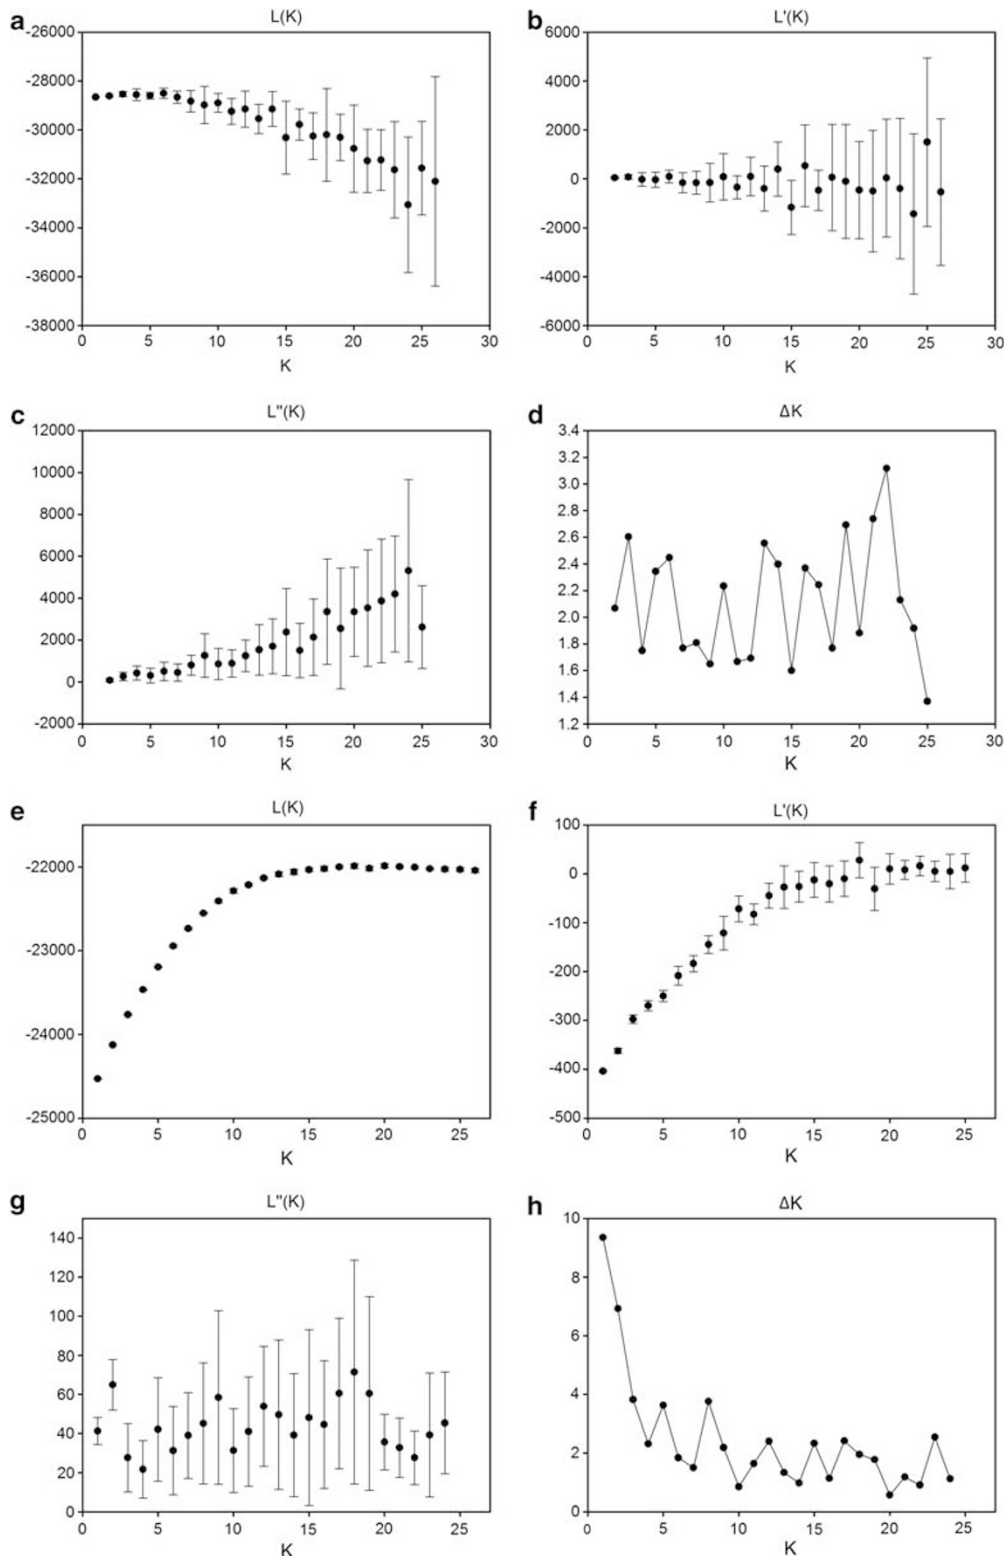 a L(K)
-26000
-28000
-30000
-32000
-34000
-36000
-38000
0 5 10 15 20 25 30
K
b L'(K)
6000
4000
2000
0
-2000
-4000
-6000
0 5 10 15 20 25 30
K
c L"(K)
12000
10000
8000
6000
4000
2000
0
-2000
0 5 10 15 20 25 30
K
d ΔK
3.4
3.2
3.0
2.8
2.6
2.4
2.2
2.0
1.8
1.6
1.4
1.2
0 5 10 15 20 25 30
K
e L(K)
-22000
-23000
-24000
-25000
0 5 10 15 20 25
K
f L'(K)
100
0
-100
-200
-300
-400
-500
0 5 10 15 20 25
K
g L"(K)
140
120
100
80
60
40
20
0
0 5 10 15 20 25
K
h ΔK
10
8
6
4
2
0
0 5 10 15 20 25
K